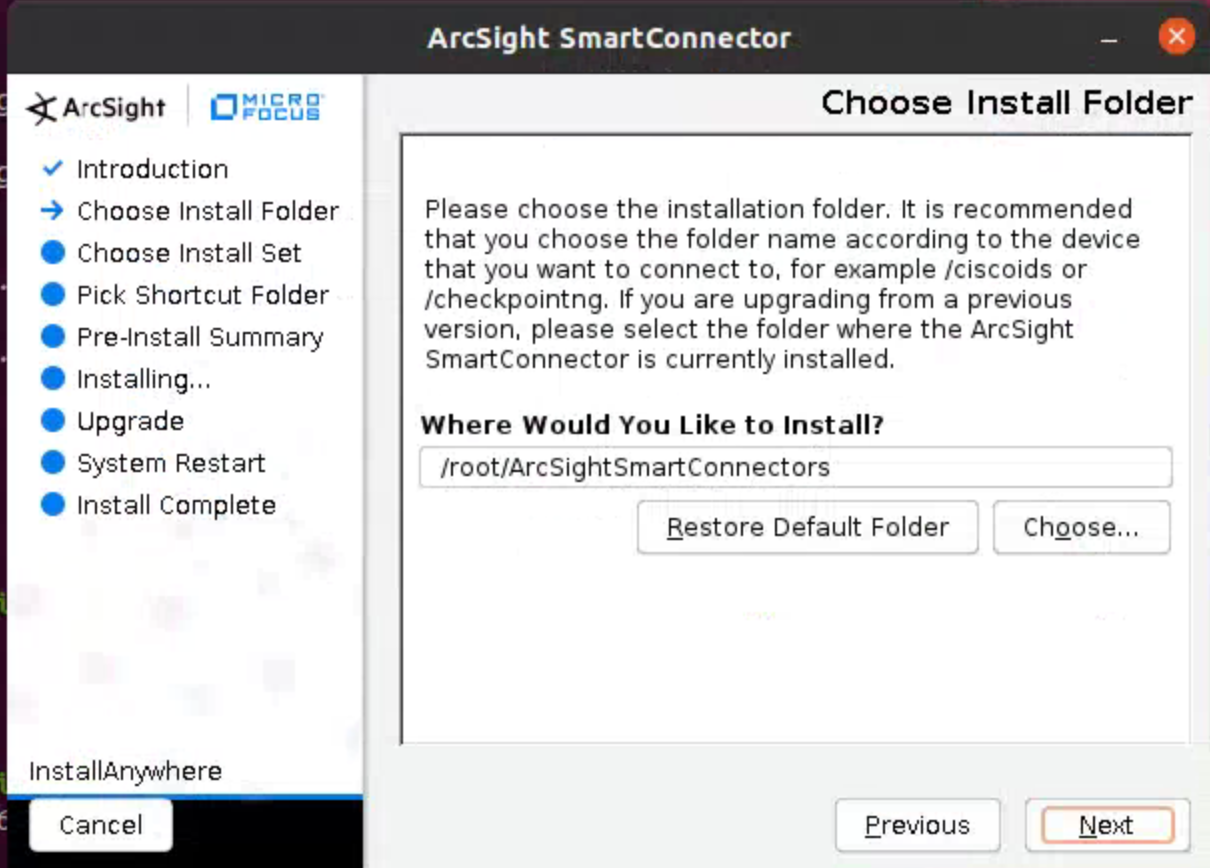 ArcSight SmartConnector
ArcSight
MICRO FOCUS
Choose Install Folder
Introduction
Choose Install Folder
Choose Install Set
Pick Shortcut Folder
Pre-Install Summary
Installing...
Upgrade
System Restart
Install Complete
Please choose the installation folder. It is recommended
that you choose the folder name according to the device
that you want to connect to, for example /ciscoids or
/checkpointng. If you are upgrading from a previous
version, please select the folder where the ArcSight
SmartConnector is currently installed.
Where Would You Like to Install?
/root/ArcSightSmartConnectors
Restore Default Folder
Choose...
InstallAnywhere
Cancel
Previous
Next